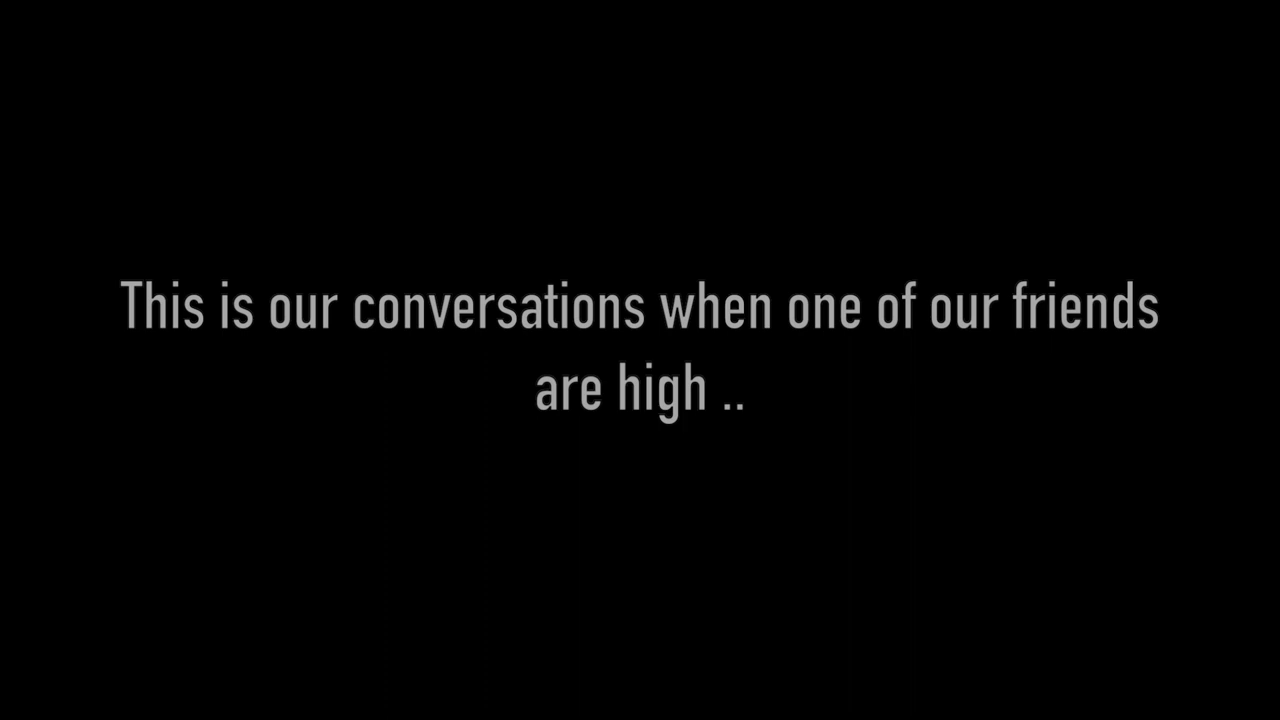 This is our conversations when one of our friends
are high ..